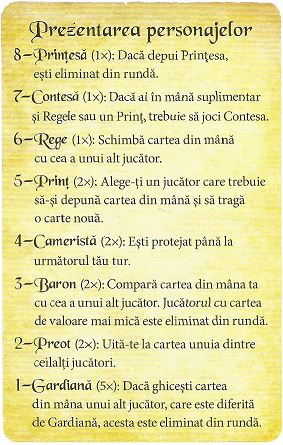 Prezentarea personajelor
8–Prințesă (1×): Dacă depui Prințesa,
ești eliminat din rundă.
7–Contesă (1×): Dacă ai în mână suplimentar
și Regele sau un Prinț, trebuie să joci Contesa.
6–Rege (1×): Schimbă cartea din mână
cu cea a unui alt jucător.
5–Prinț (2×): Alege-ți un jucător care trebuie
să-și depună cartea din mână și să tragă
o carte nouă.
4–Cameristă (2×): Ești protejat până la
următorul tău tur.
3–Baron (2×): Compară cartea din mâna ta
cu cea a unui alt jucător. Jucătorul cu cartea
de valoare mai mică este eliminat din rundă.
2–Preot (2×): Uită-te la cartea unuia dintre
ceilalți jucători.
1–Gardiană (5×): Dacă ghicești cartea
din mâna unui alt jucător, care este diferită
de Gardiană, acesta este eliminat din rundă.